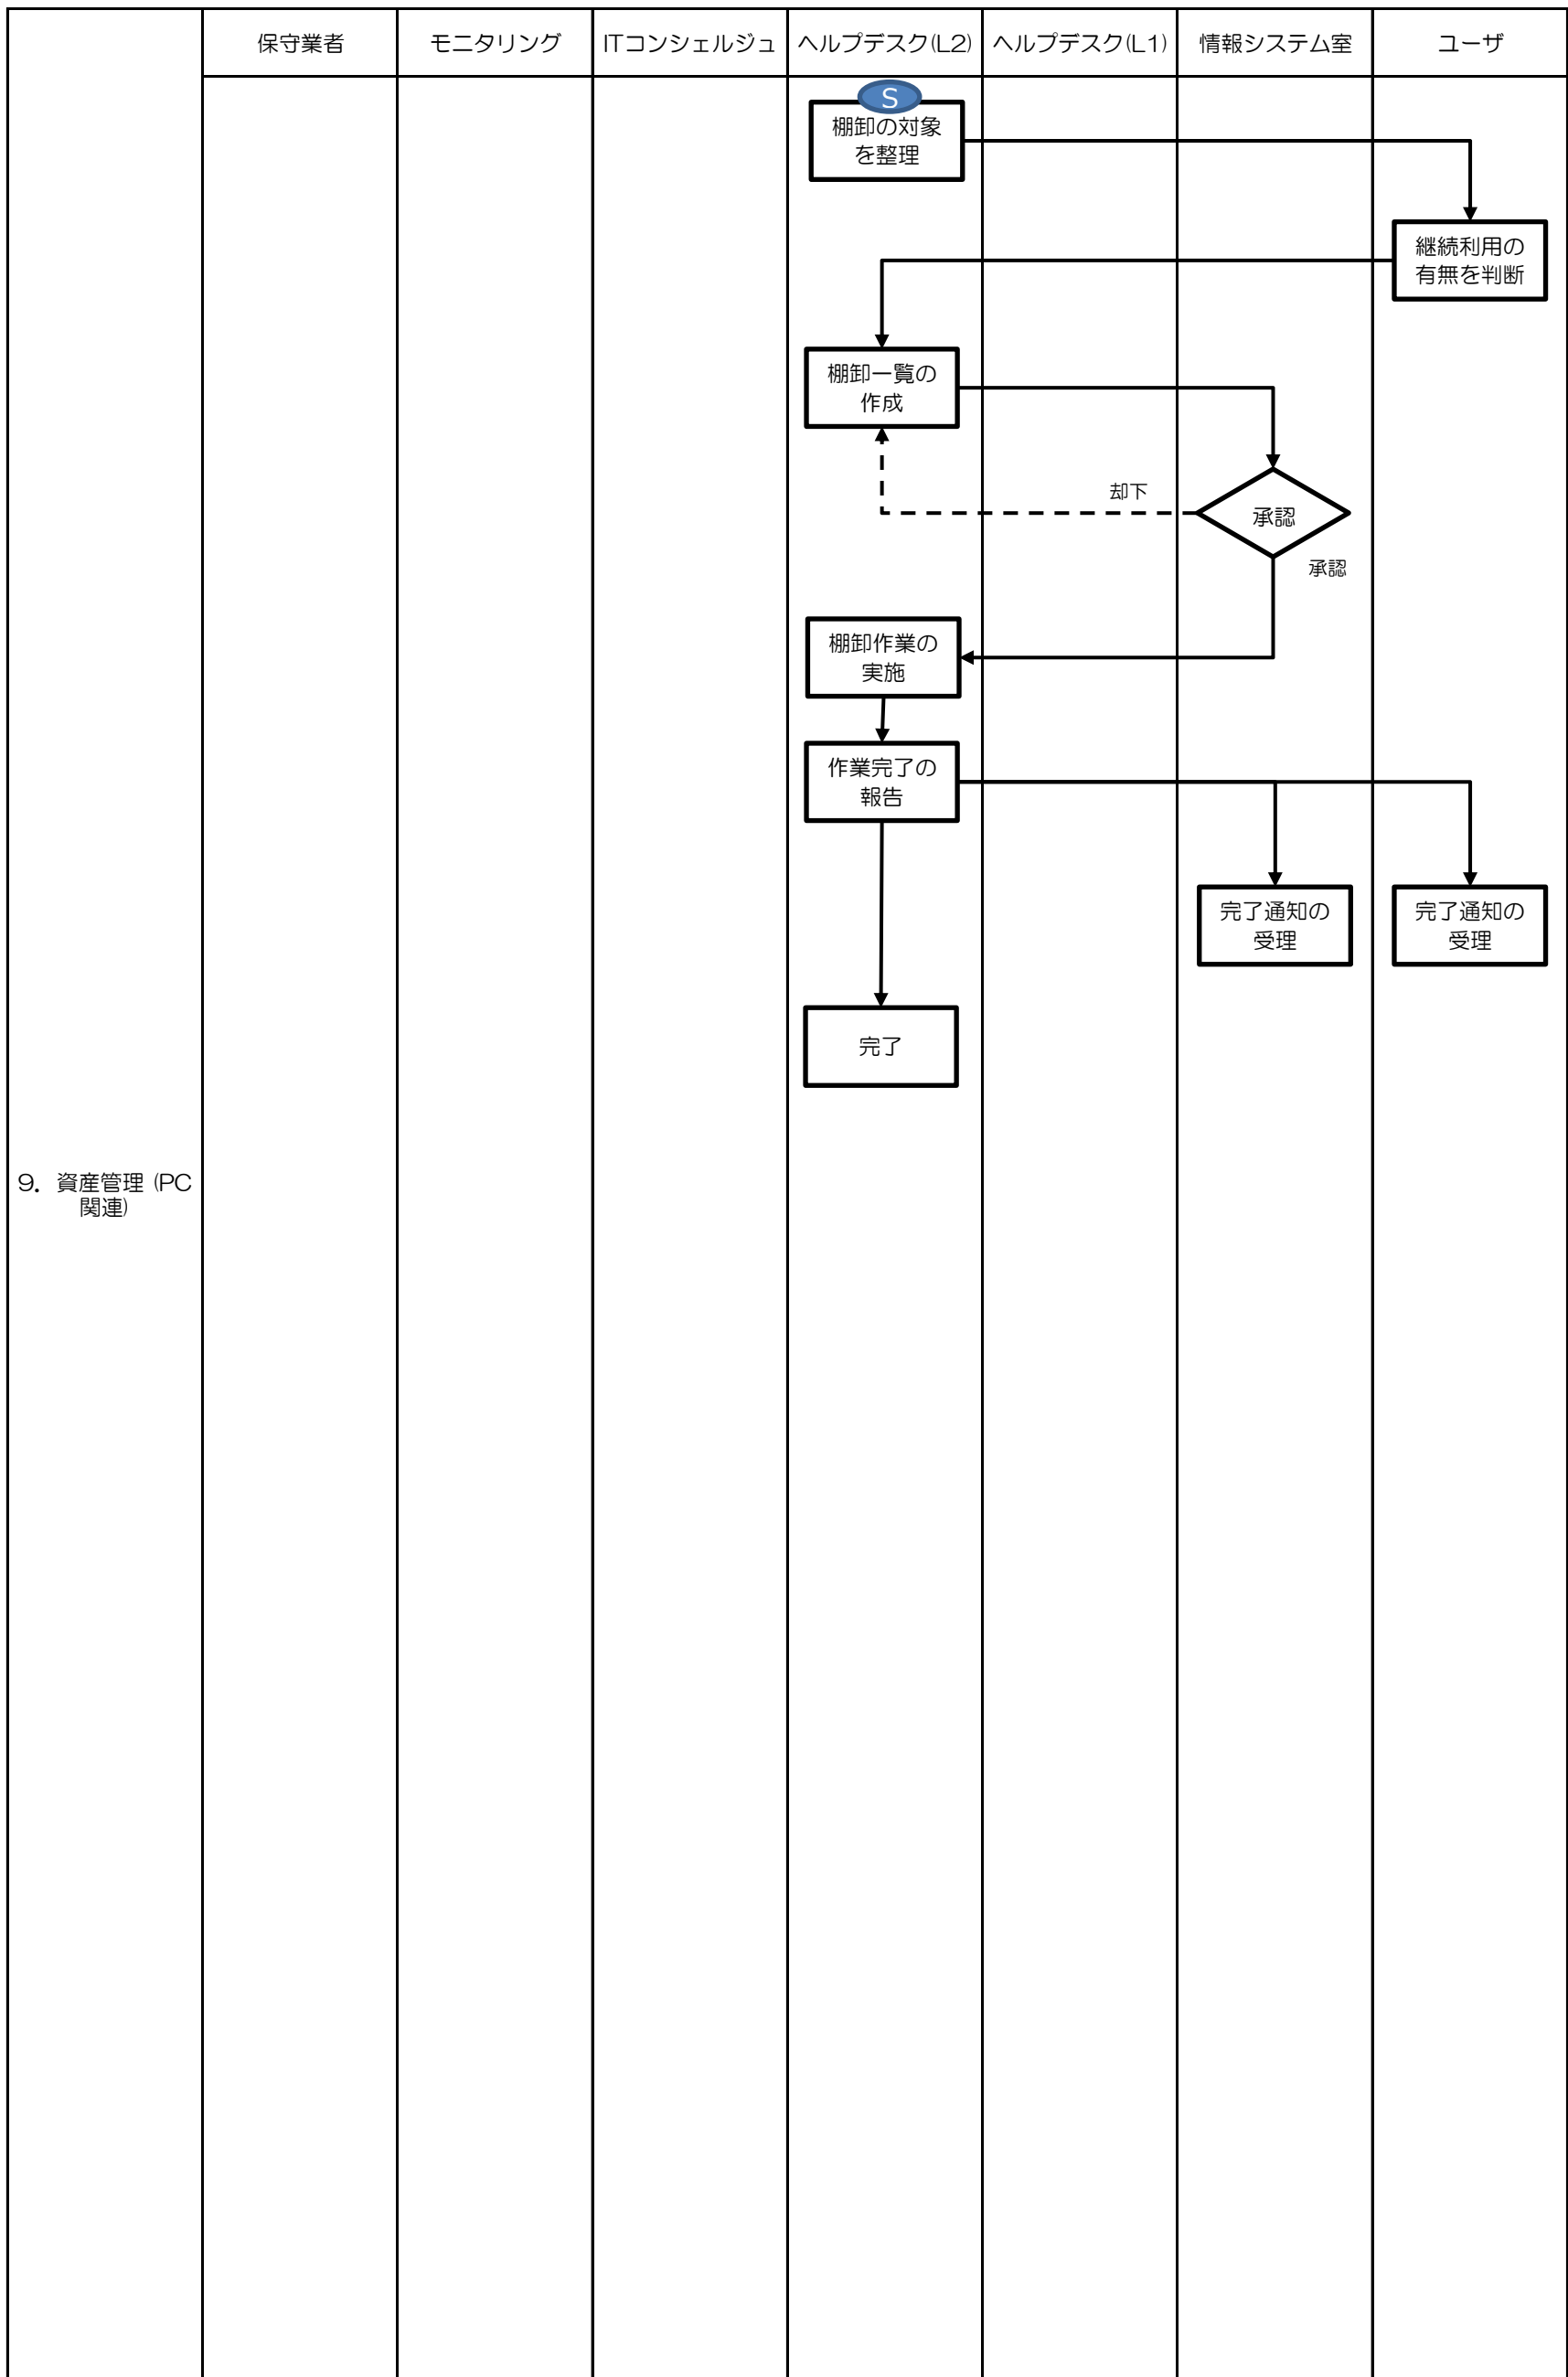 保守業者
モニタリング
ITコンシェルジュ
ヘルプデスク(L2)
ヘルプデスク(L1)
情報システム室
ユーザ
S
棚卸の対象
を整理
継続利用の
有無を判断
棚卸一覧の
作成
却下
承認
承認
棚卸作業の
実施
作業完了の
報告
完了通知の
受理
完了通知の
受理
完了
9．資産管理 (PC
関連)